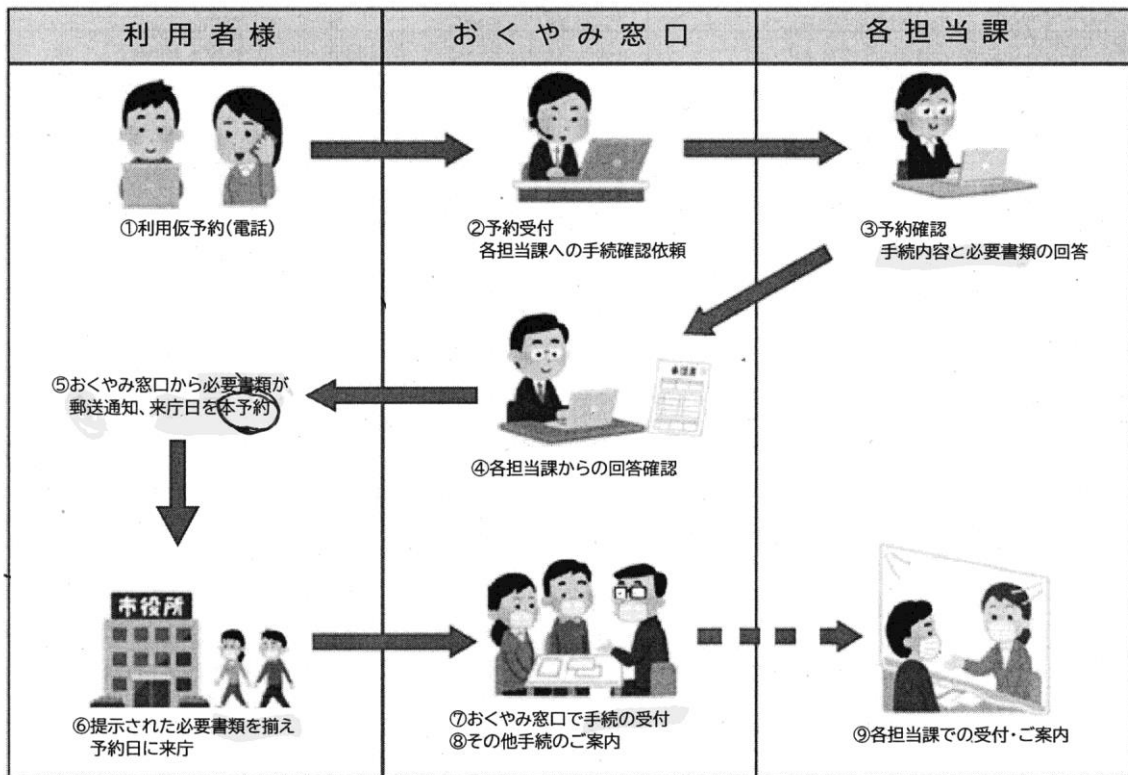 利用者様
おくやみ窓口
各担当課
①利用仮予約(電話)
②予約受付
各担当課への手続確認依頼
③予約確認
手続内容と必要書類の回答
④各担当課からの回答確認
⑤おくやみ窓口から必要書類が
郵送通知、来庁日を本予約
市役所
⑥提示された必要書類を揃え
予約日に来庁
⑦おくやみ窓口で手続の受付
⑧その他手続のご案内
⑨各担当課での受付・ご案内